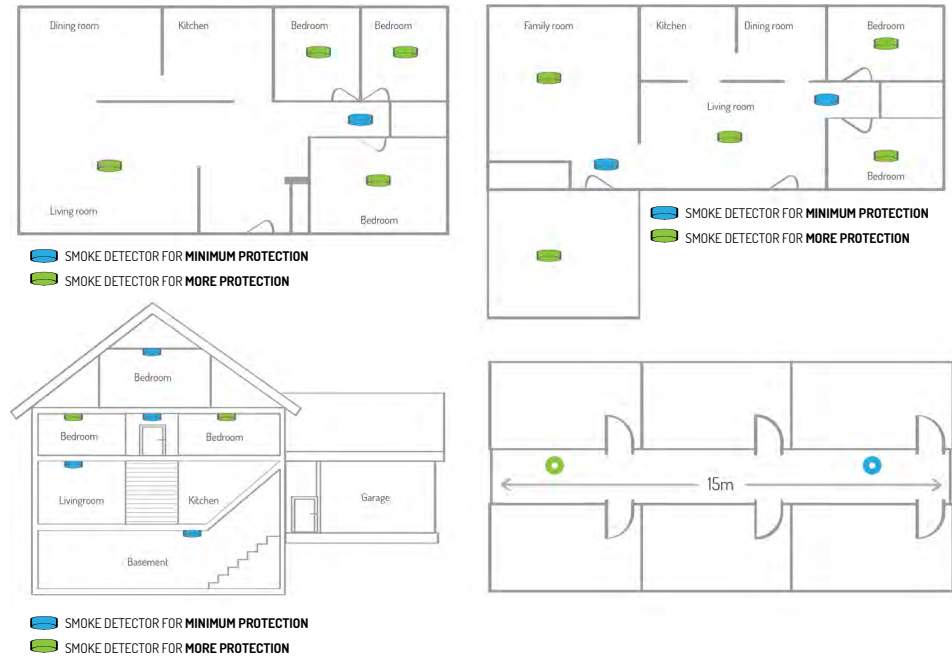 Dining room
Kitchen
Bedroom
Bedroom
Living room
Bedroom
SMOKE DETECTOR FOR MINIMUM PROTECTION
SMOKE DETECTOR FOR MORE PROTECTION
Family room
Kitchen
Dining room
Bedroom
Living room
Bedroom
SMOKE DETECTOR FOR MINIMUM PROTECTION
SMOKE DETECTOR FOR MORE PROTECTION
Bedroom
Bedroom
Bedroom
Livingroom
Kitchen
Garage
Basement
SMOKE DETECTOR FOR MINIMUM PROTECTION
SMOKE DETECTOR FOR MORE PROTECTION
15m